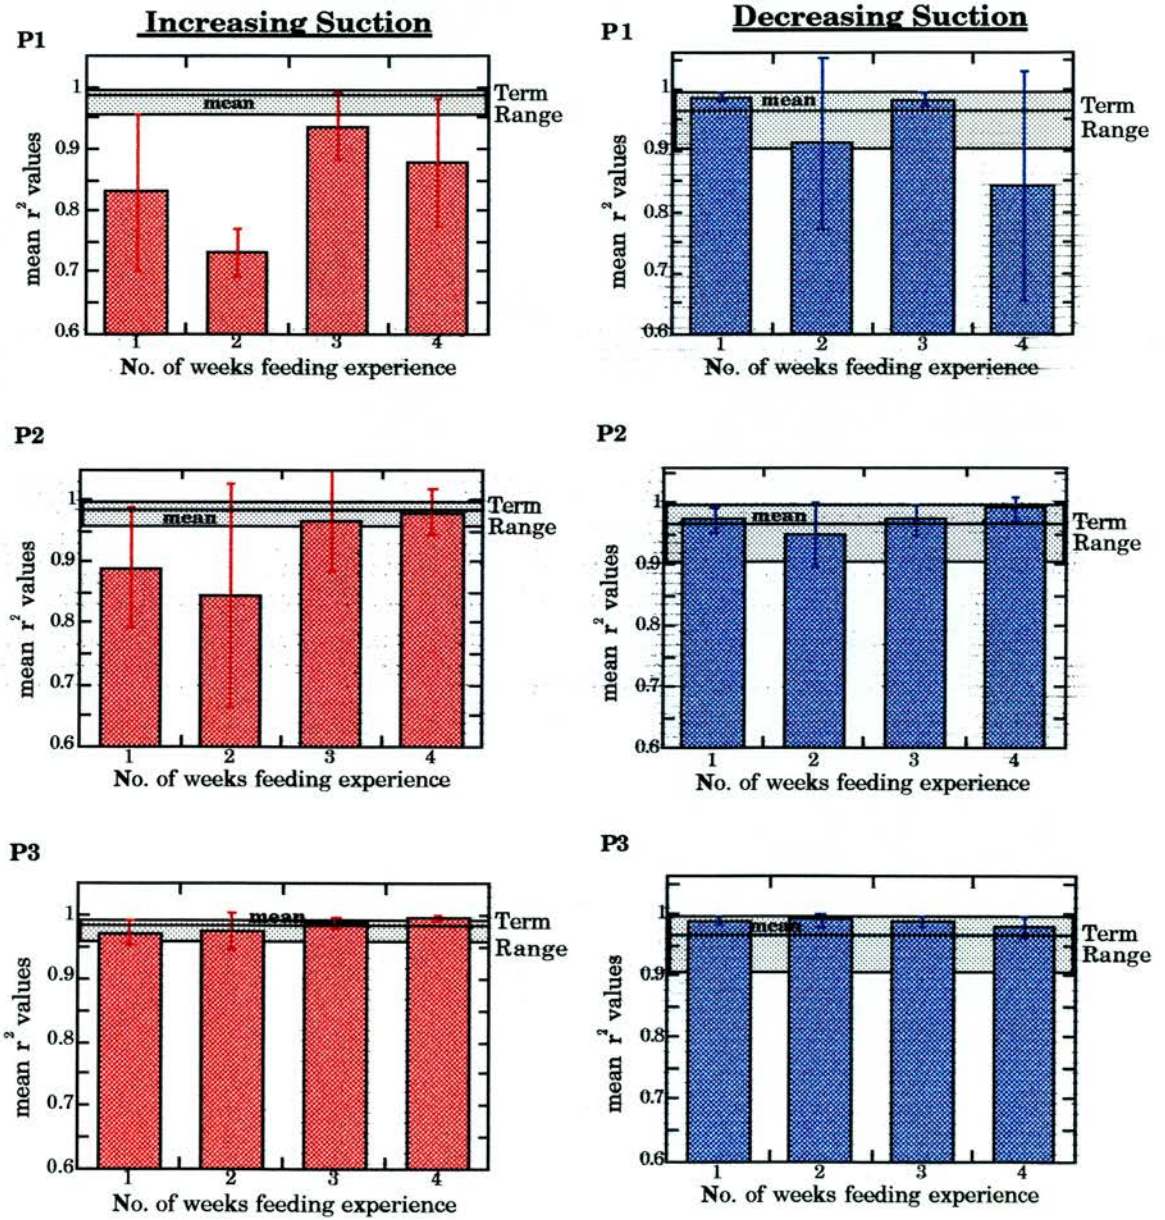 Increasing Suction
Decreasing Suction
P1
1
0.9
0.8
0.7
0.6
mean r² values
mean
Term
Range
1 2 3 4
No. of weeks feeding experience
P1
1
0.9
0.8
0.7
0.6
mean r² values
mean
Term
Range
1 2 3 4
No. of weeks feeding experience
P2
1
0.9
0.8
0.7
0.6
mean r² values
mean
Term
Range
1 2 3 4
No. of weeks feeding experience
P2
1
0.9
0.8
0.7
0.6
mean r² values
mean
Term
Range
1 2 3 4
No. of weeks feeding experience
P3
1
0.9
0.8
0.7
0.6
mean r² values
mean
Term
Range
1 2 3 4
No. of weeks feeding experience
P3
1
0.9
0.8
0.7
0.6
mean r² values
mean
Term
Range
1 2 3 4
No. of weeks feeding experience